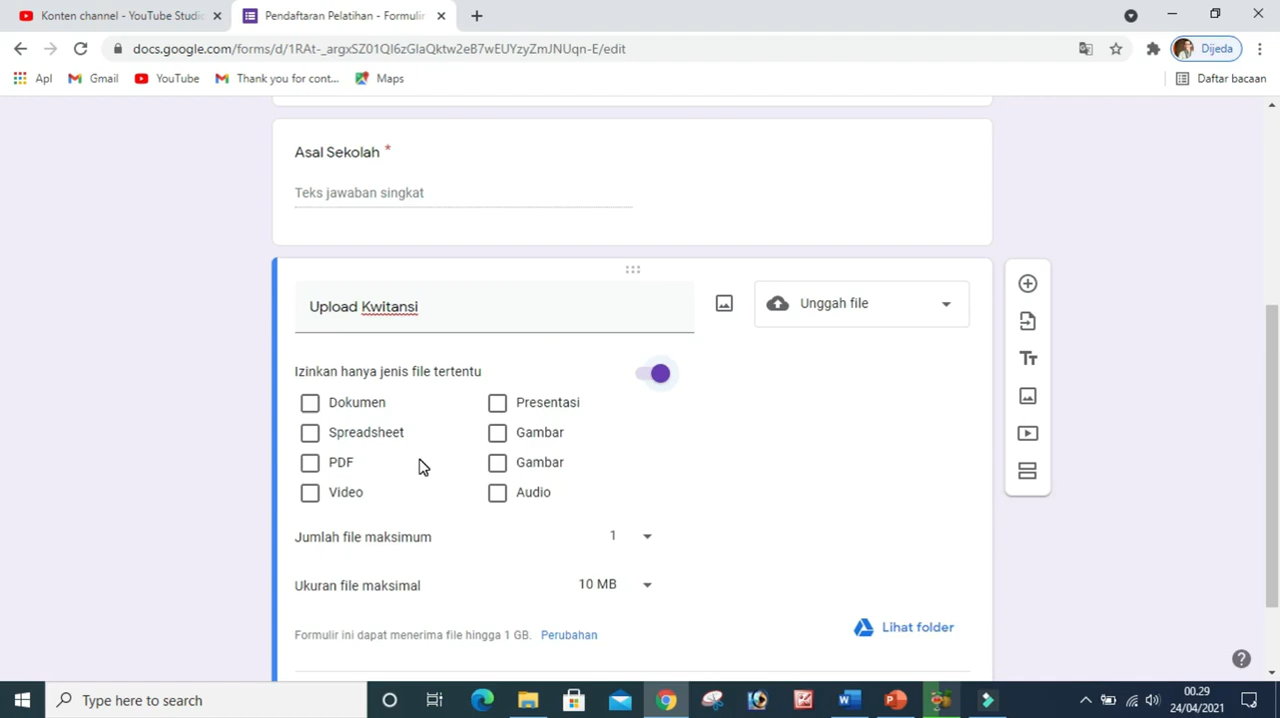 Konten channel - YouTube Studio
Pendaftaran Pelatihan - Formulir
docs.google.com/forms/d/1RAt-_argxSZ01Ql6zGlaQktw2eB7wEUYzyZmJNUqn-E/edit
Dijeda
Apl
Gmail
YouTube
Thank you for cont...
Maps
Daftar bacaan
Asal Sekolah *
Teks jawaban singkat
Upload Kwitansi
Unggah file
Izinkan hanya jenis file tertentu
Dokumen
Presentasi
Spreadsheet
Gambar
PDF
Gambar
Video
Audio
Jumlah file maksimum
1
Ukuran file maksimal
10 MB
Formulir ini dapat menerima file hingga 1 GB. Perubahan
Lihat folder
Type here to search
00.29
24/04/2021